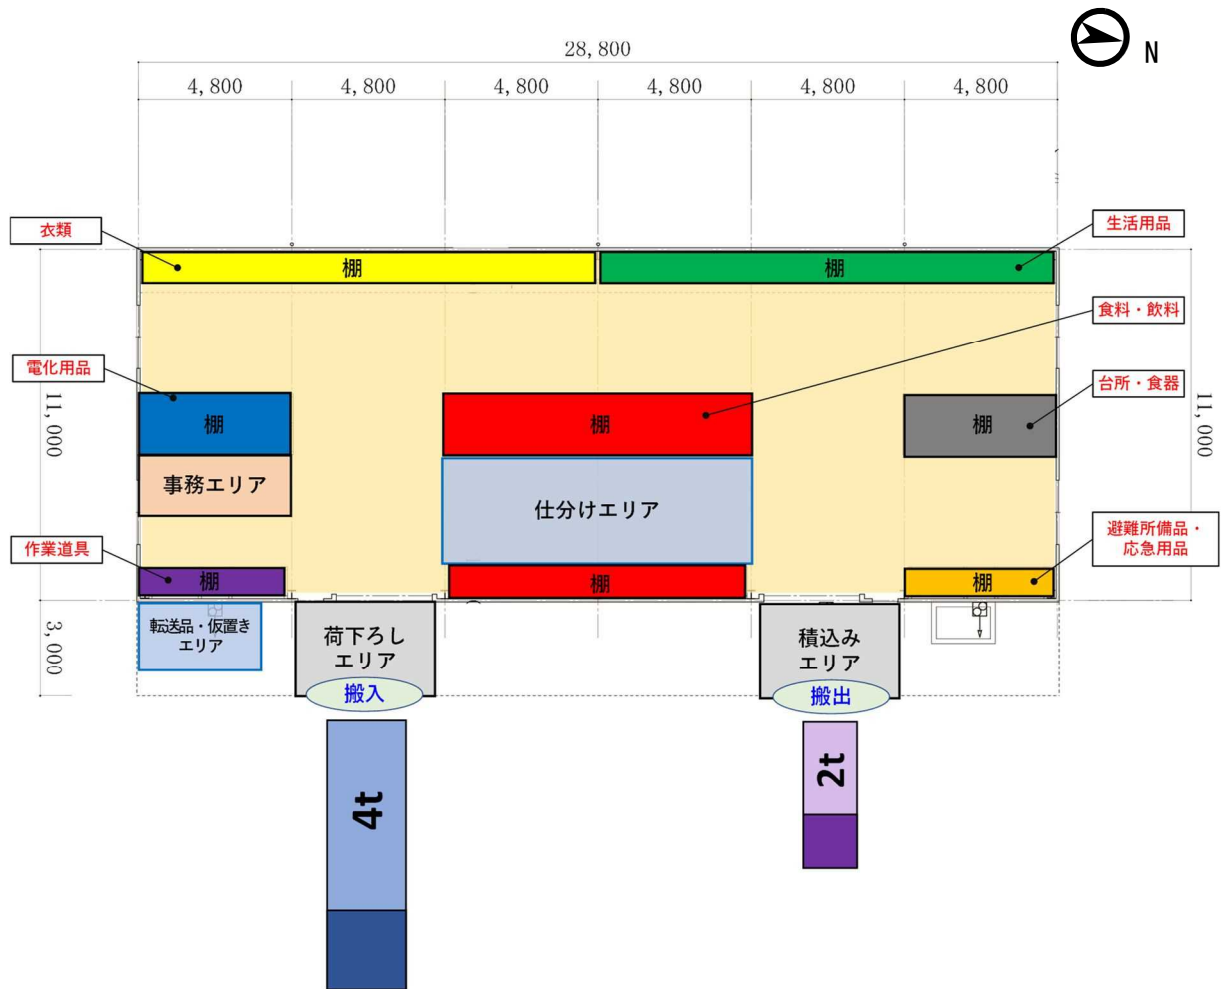 N
28,800
4,800
4,800
4,800
4,800
4,800
4,800
衣類
生活用品
棚
棚
食料・飲料
電化用品
台所・食器
11,000
11,000
棚
棚
棚
事務エリア
仕分けエリア
作業道具
避難所備品・
応急用品
棚
棚
棚
3,000
転送品・仮置き
エリア
荷下ろし
エリア
積込み
エリア
搬入
搬出
4t
2t